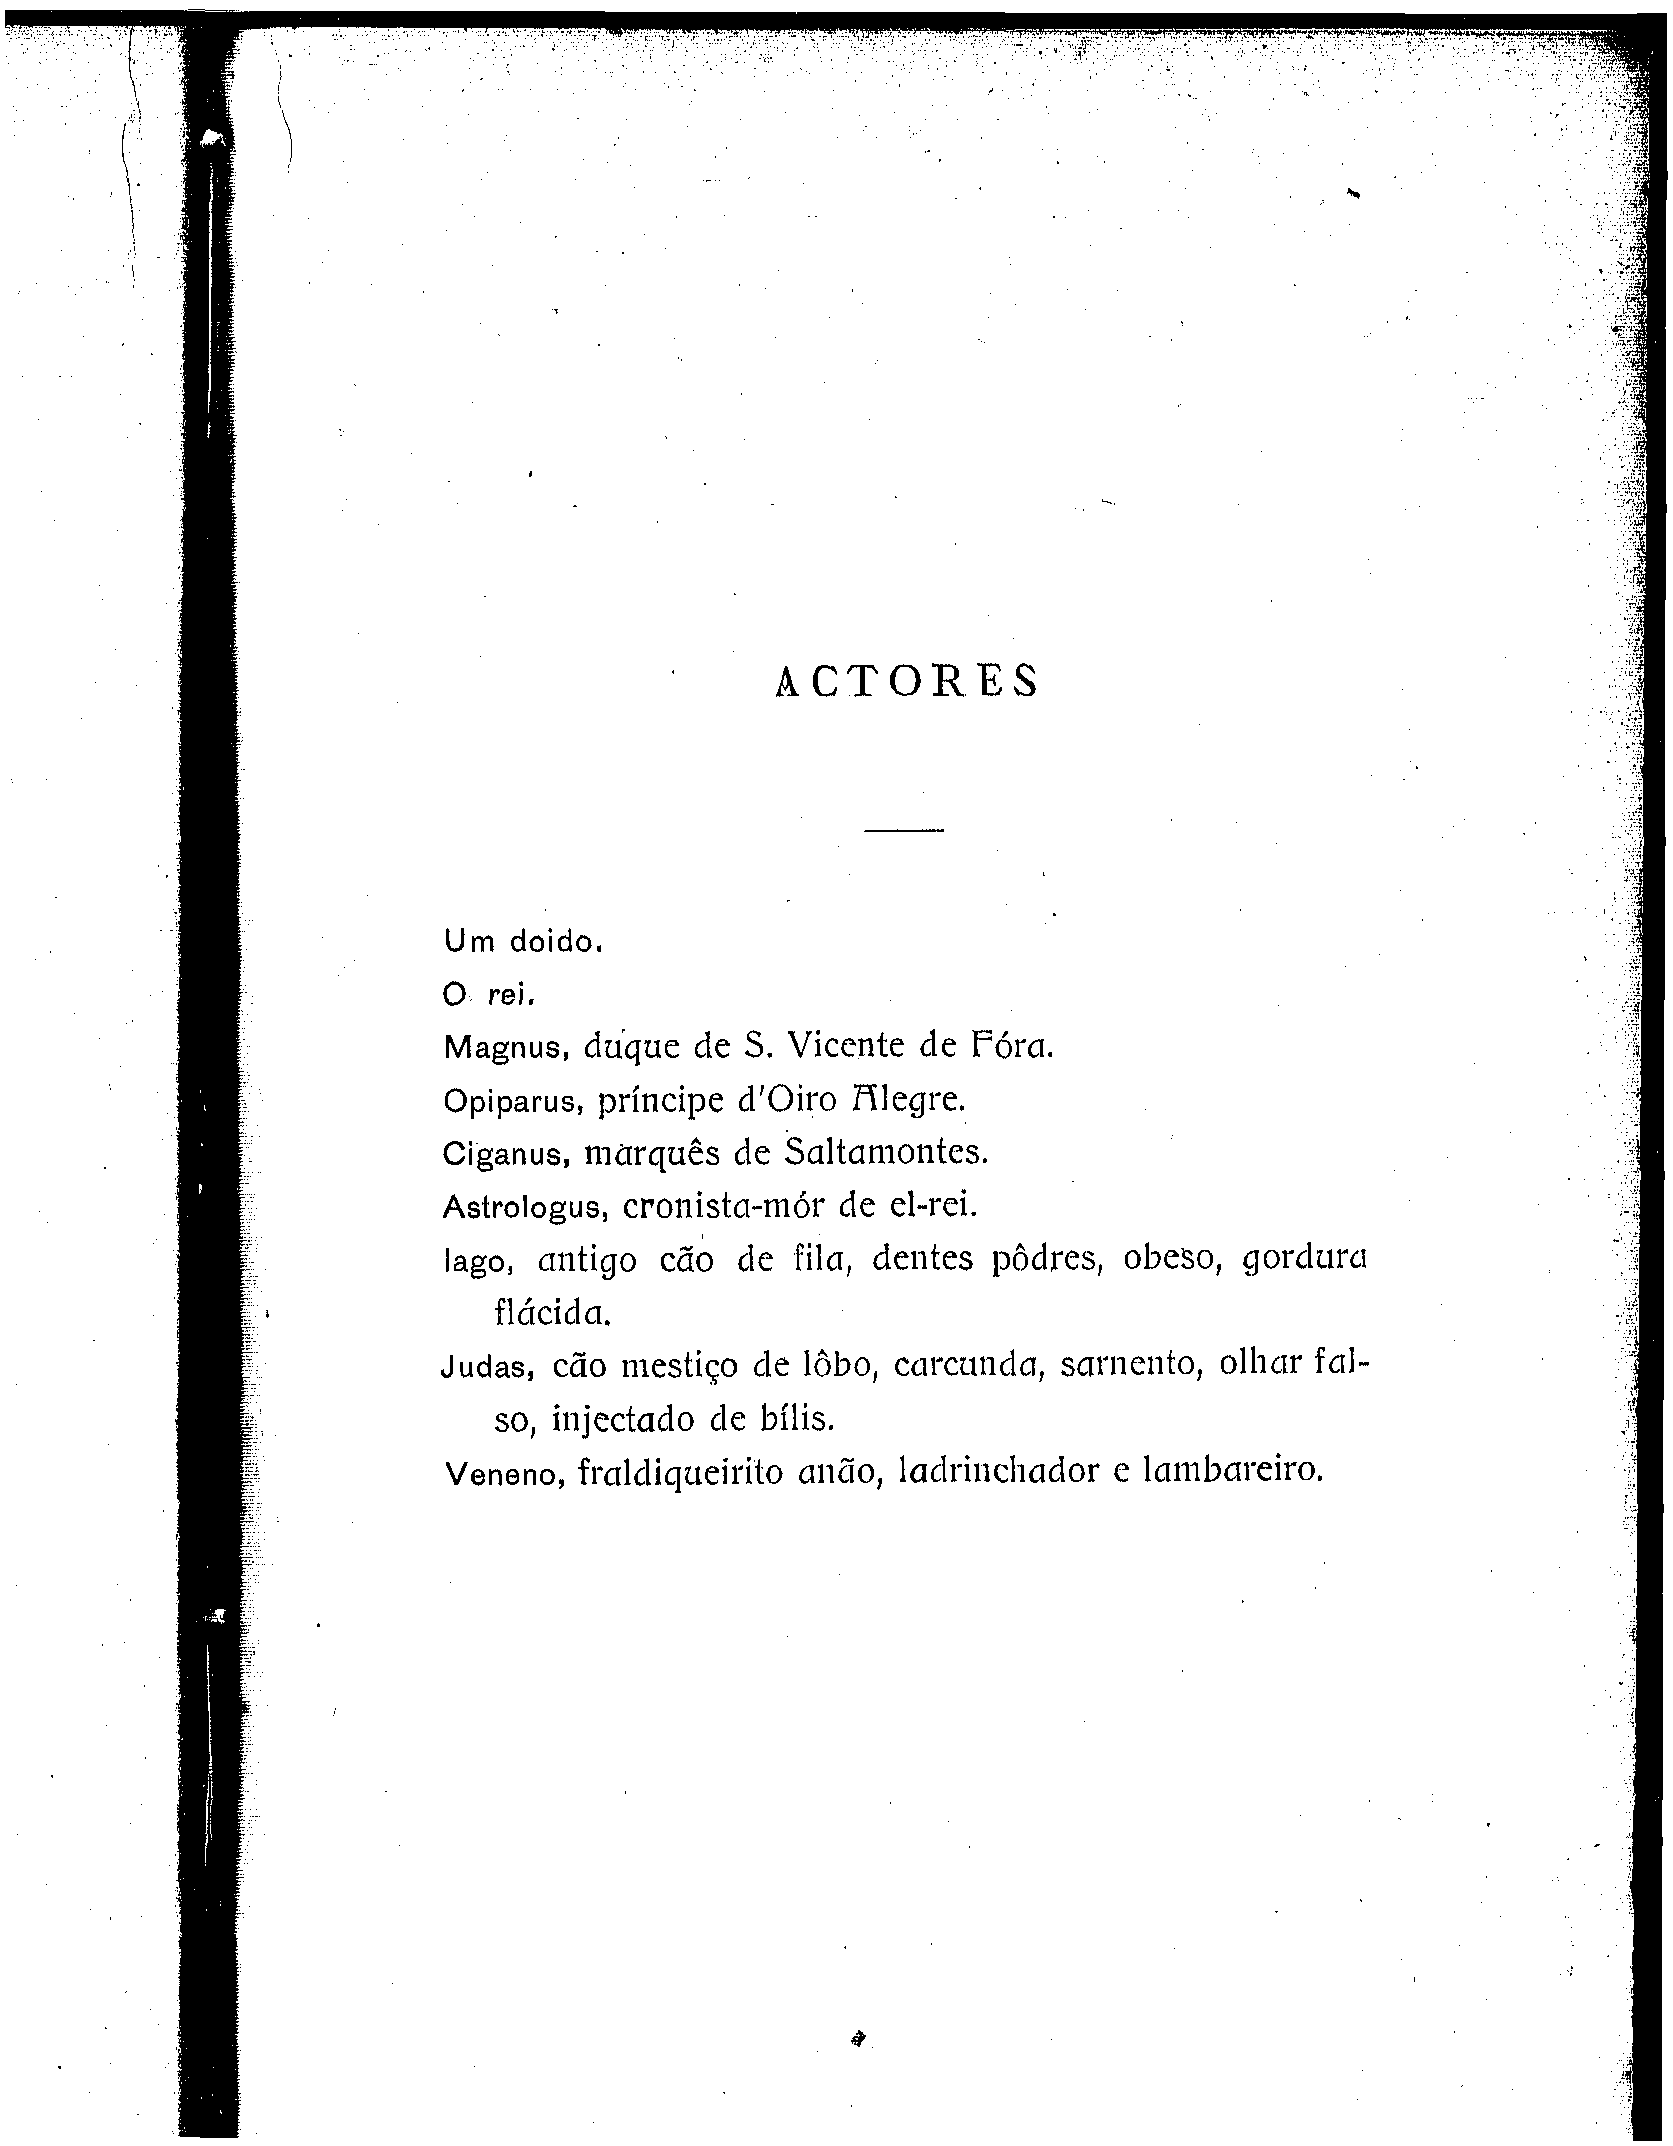 ACTORES
Um doido.
O rei.
Magnus, duque de S. Vicente de Fóra.
Opiparus, príncipe d'Oiro Alegre.
Ciganus, marquês de Saltamontes.
Astrologus, cronista-mór de el-rei.
Iago, antigo cão de fila, dentes pôdres, obeso, gordura
flácida.
Judas, cão mestiço de lôbo, carcunda, sarnento, olhar fal-
so, injectado de bílis.
Veneno, fraldiqueirito anão, ladrinchador e lambareiro.